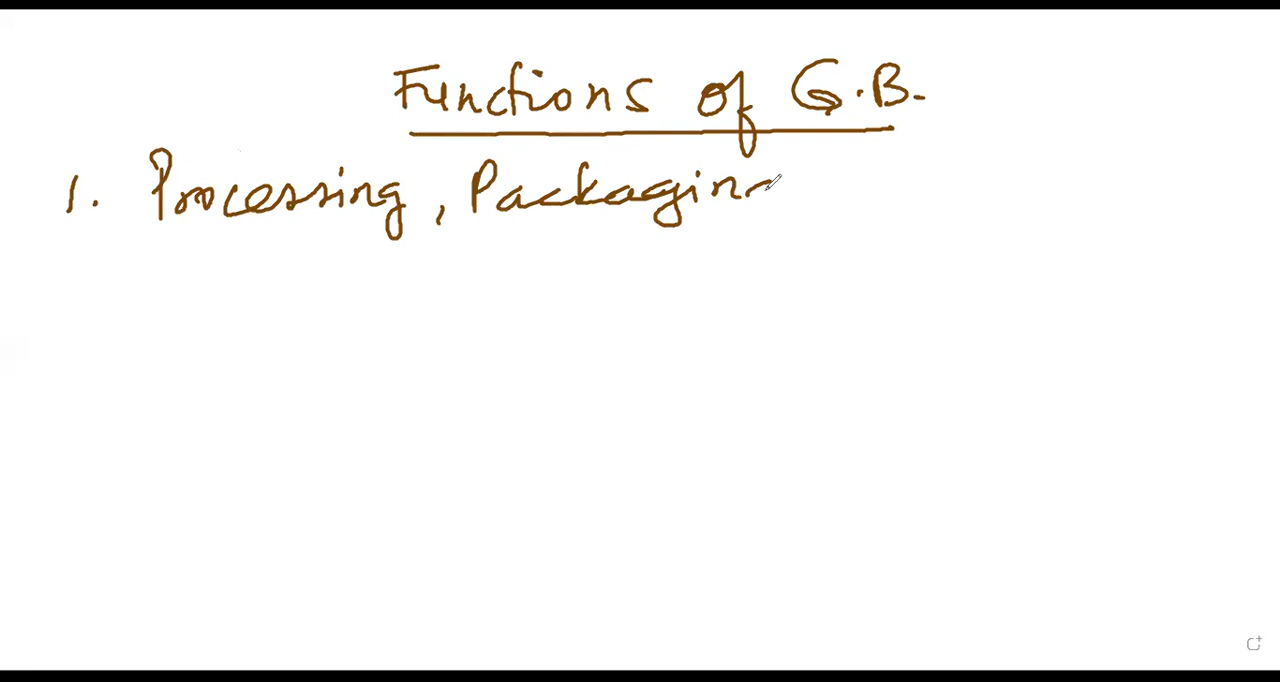 Functions of G.B.
1. Processing, Packagin